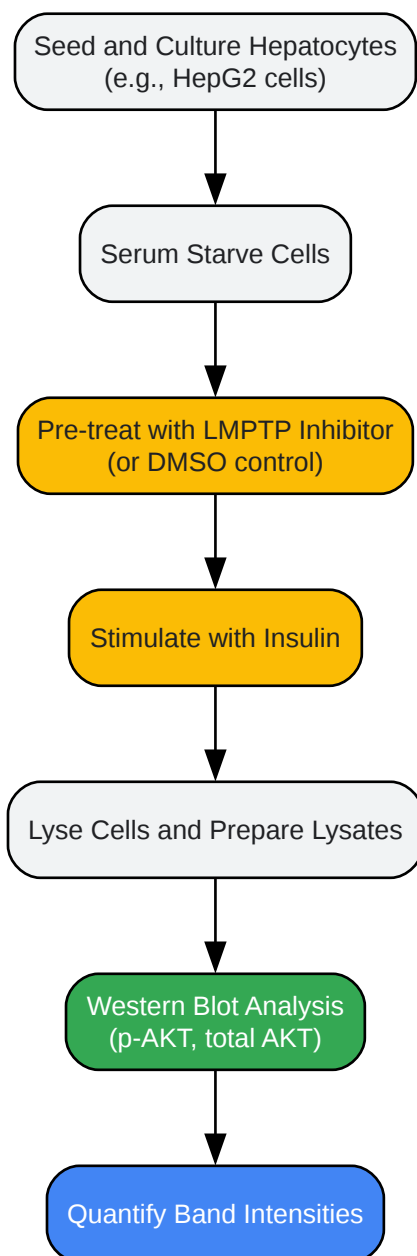 Seed and Culture Hepatocytes
(e.g., HepG2 cells)
Serum Starve Cells
Pre-treat with LMPTP Inhibitor
(or DMSO control)
Stimulate with Insulin
Lyse Cells and Prepare Lysates
Western Blot Analysis
(p-AKT, total AKT)
Quantify Band Intensities